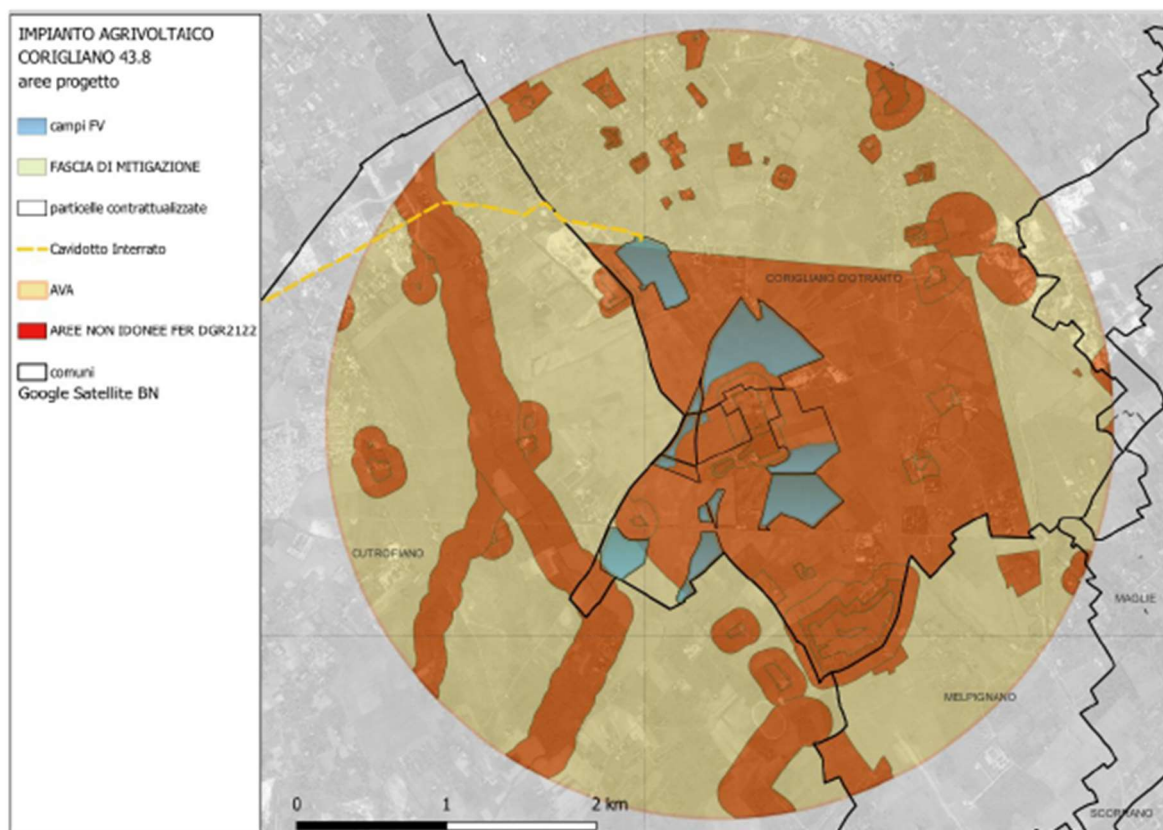 IMPIANTO AGRIVOLTAICO
CORIGLIANO 43.8
aree progetto
campi FV
FASCIA DI MITIGAZIONE
particelle contrattualizzate
Cavidotto Interrato
AVA
AREE NON IDONEE FER DGR2122
comuni
Google Satellite BN
CORIGLIANO D'OTRANTO
CUTROFIANO
MAGLIE
MELPIGNANO
SCORRANO
0 1 2 km